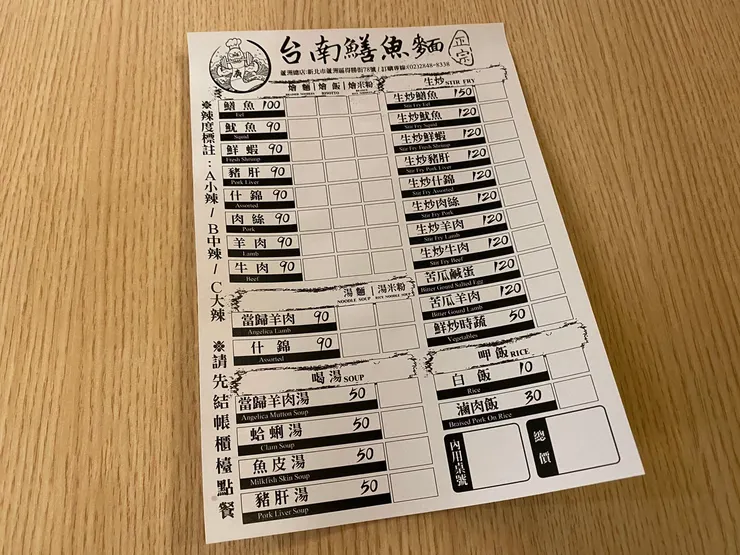 台南鱔魚麵
正宗
蘆洲總店:新北市蘆洲區得勝街78號/訂購專線:(02)2848-8338
※辣度標註:A小辣/B中辣/C大辣 ※請先結帳櫃檯點餐
燴麵|燴飯|燴米粉
鱔魚 100
Eel
魷魚 90
Squid
鮮蝦 90
Fresh Shrimp
豬肝 90
Pork Liver
什錦 90
Assorted
肉絲 90
Pork
羊肉 90
Lamb
牛肉 90
Beef
湯麵|湯米粉
NOODLE SOUP
當歸羊肉 90
Angelica Lamb
什錦 90
Assorted
喝湯 SOUP
當歸羊肉湯 50
Angelica Mutton Soup
蛤蜊湯 50
Clam Soup
魚皮湯 50
Milkfish Skin Soup
豬肝湯 50
Pork Liver Soup
生炒 STIR FRY
生炒鱔魚 150
Stir Fry Eel
生炒魷魚 120
Stir Fry Squid
生炒鮮蝦 120
Stir Fry Fresh Shrimp
生炒豬肝 120
Stir Fry Pork Liver
生炒什錦 120
Stir Fry Assorted
生炒肉絲 120
Stir Fry Pork
生炒羊肉 120
Stir Fry Lamb
生炒牛肉 120
Stir Fry Beef
苦瓜鹹蛋 120
Bitter Gourd Salted Egg
苦瓜羊肉 120
Bitter Gourd Lamb
鮮炒時蔬 50
Vegetables
呷飯 RICE
白飯 10
Rice
滷肉飯 30
Braised Pork On Rice
內用桌號
總價